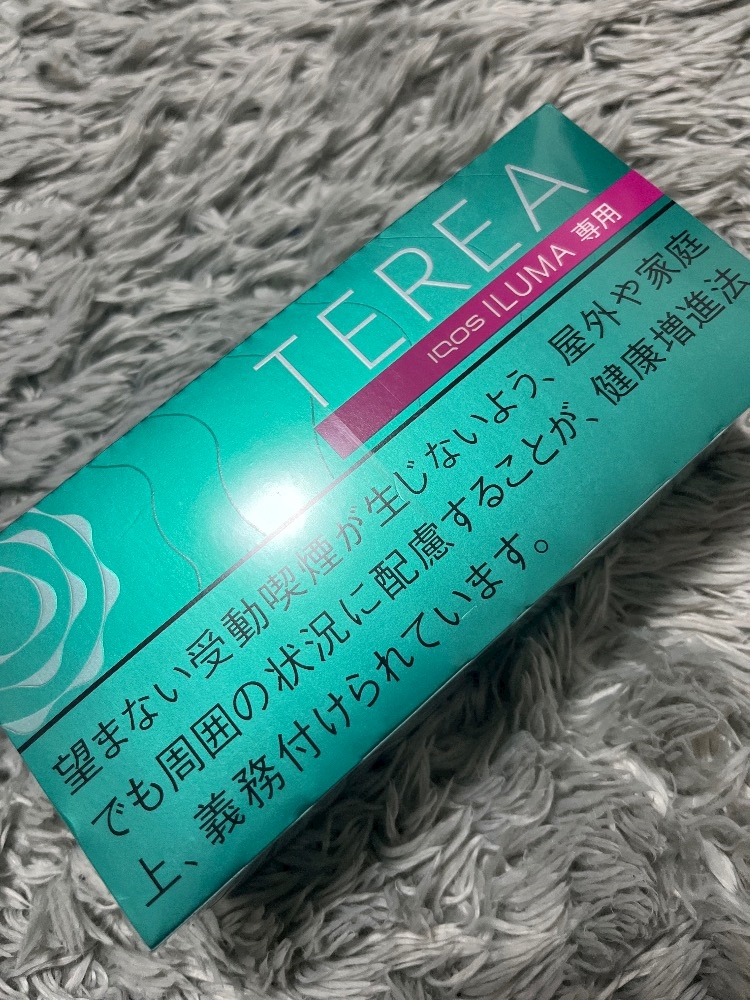 TEREA
IQOS ILUMA 専用
望まない受動喫煙が生じないよう、屋外や家庭
でも周囲の状況に配慮することが、健康増進法
上、義務付けられています。